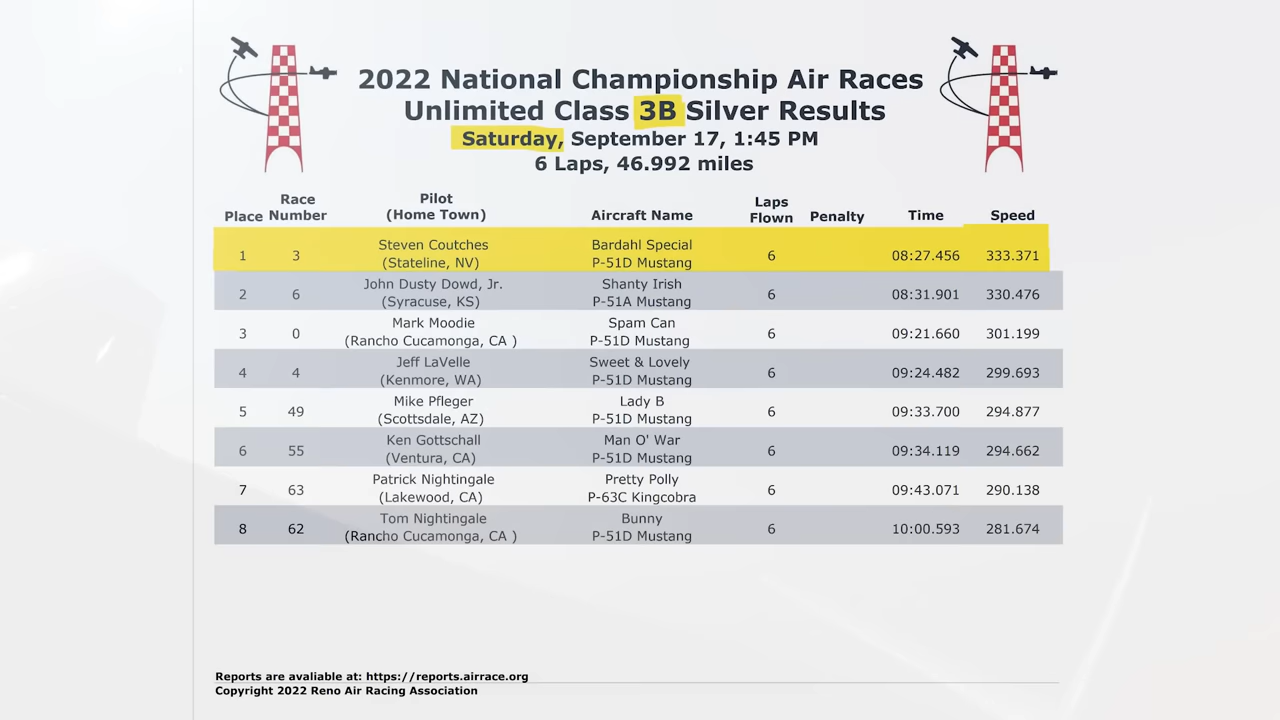 2022 National Championship Air Races
Unlimited Class 3B Silver Results
Saturday, September 17, 1:45 PM
6 Laps, 46.992 miles
Place Race Number Pilot (Home Town) Aircraft Name Laps Flown Penalty Time Speed
1 3 Steven Coutches (Stateline, NV) Bardahl Special P-51D Mustang 6 08:27.456 333.371
2 6 John Dusty Dowd, Jr. (Syracuse, KS) Shanty Irish P-51A Mustang 6 08:31.901 330.476
3 0 Mark Moodie (Rancho Cucamonga, CA ) Spam Can P-51D Mustang 6 09:21.660 301.199
4 4 Jeff LaVelle (Kenmore, WA) Sweet & Lovely P-51D Mustang 6 09:24.482 299.693
5 49 Mike Pfleger (Scottsdale, AZ) Lady B P-51D Mustang 6 09:33.700 294.877
6 55 Ken Gottschall (Ventura, CA) Man O' War P-51D Mustang 6 09:34.119 294.662
7 63 Patrick Nightingale (Lakewood, CA) Pretty Polly P-63C Kingcobra 6 09:43.071 290.138
8 62 Tom Nightingale (Rancho Cucamonga, CA ) Bunny P-51D Mustang 6 10:00.593 281.674
Reports are avaliable at: https://reports.airrace.org
Copyright 2022 Reno Air Racing Association